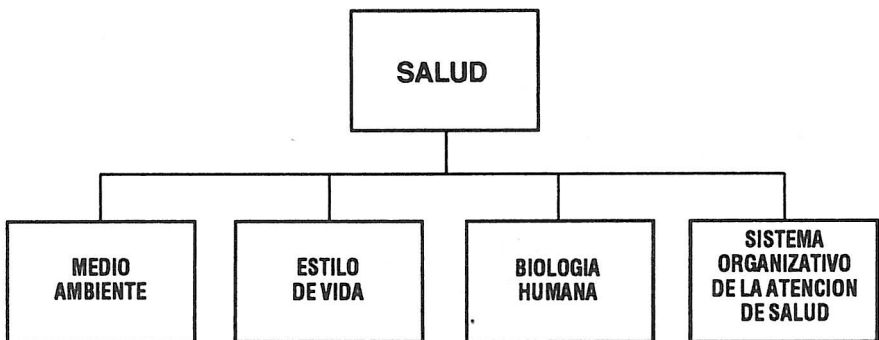 SALUD
MEDIO
AMBIENTE
ESTILO
DE VIDA
BIOLOGIA
HUMANA
SISTEMA
ORGANIZATIVO
DE LA ATENCION
DE SALUD